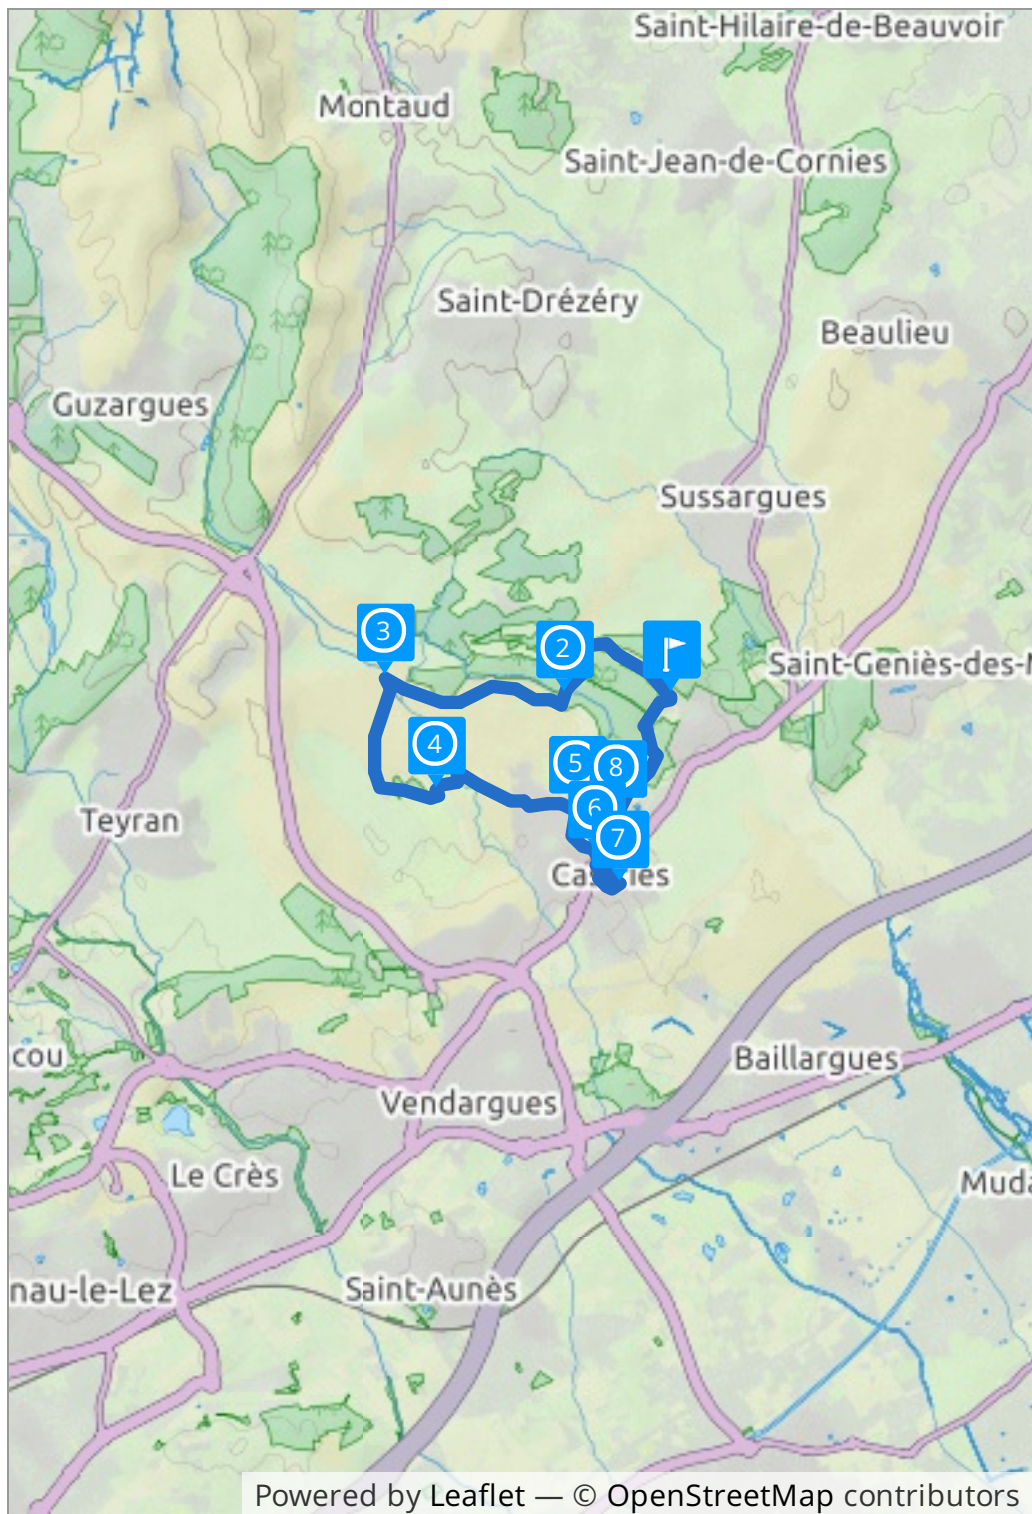 Saint-Hilaire-de-Beauvoir
Montaud
Saint-Jean-de-Cornies
Saint-Drézéry
Beaulieu
Guzargues
Sussargues
3
2
Saint-Geniès-des-M
4
5
8
6
7
Teyran
cou
Baillargues
Vendargues
Le Crès
Muda
nau-le-Lez
Saint-Aunès
Powered by Leaflet — © OpenStreetMap contributors